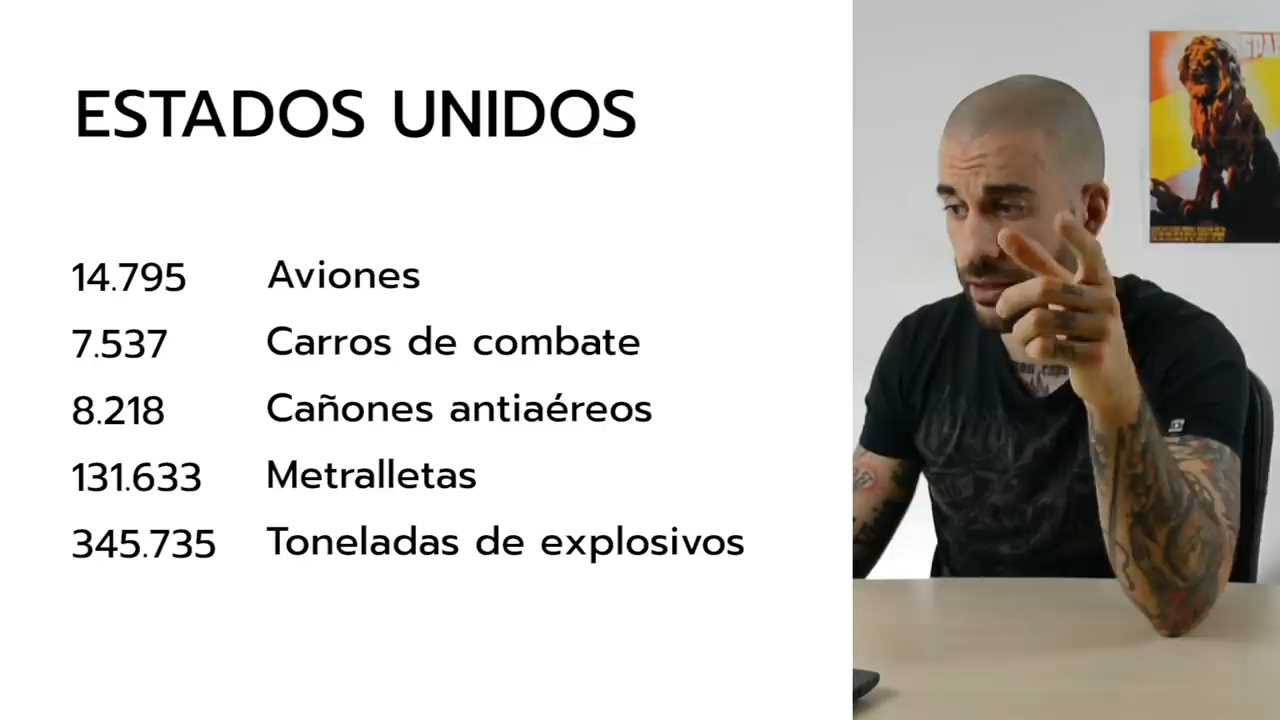 ESTADOS UNIDOS
14.795 Aviones
7.537 Carros de combate
8.218 Cañones antiaéreos
131.633 Metralletas
345.735 Toneladas de explosivos